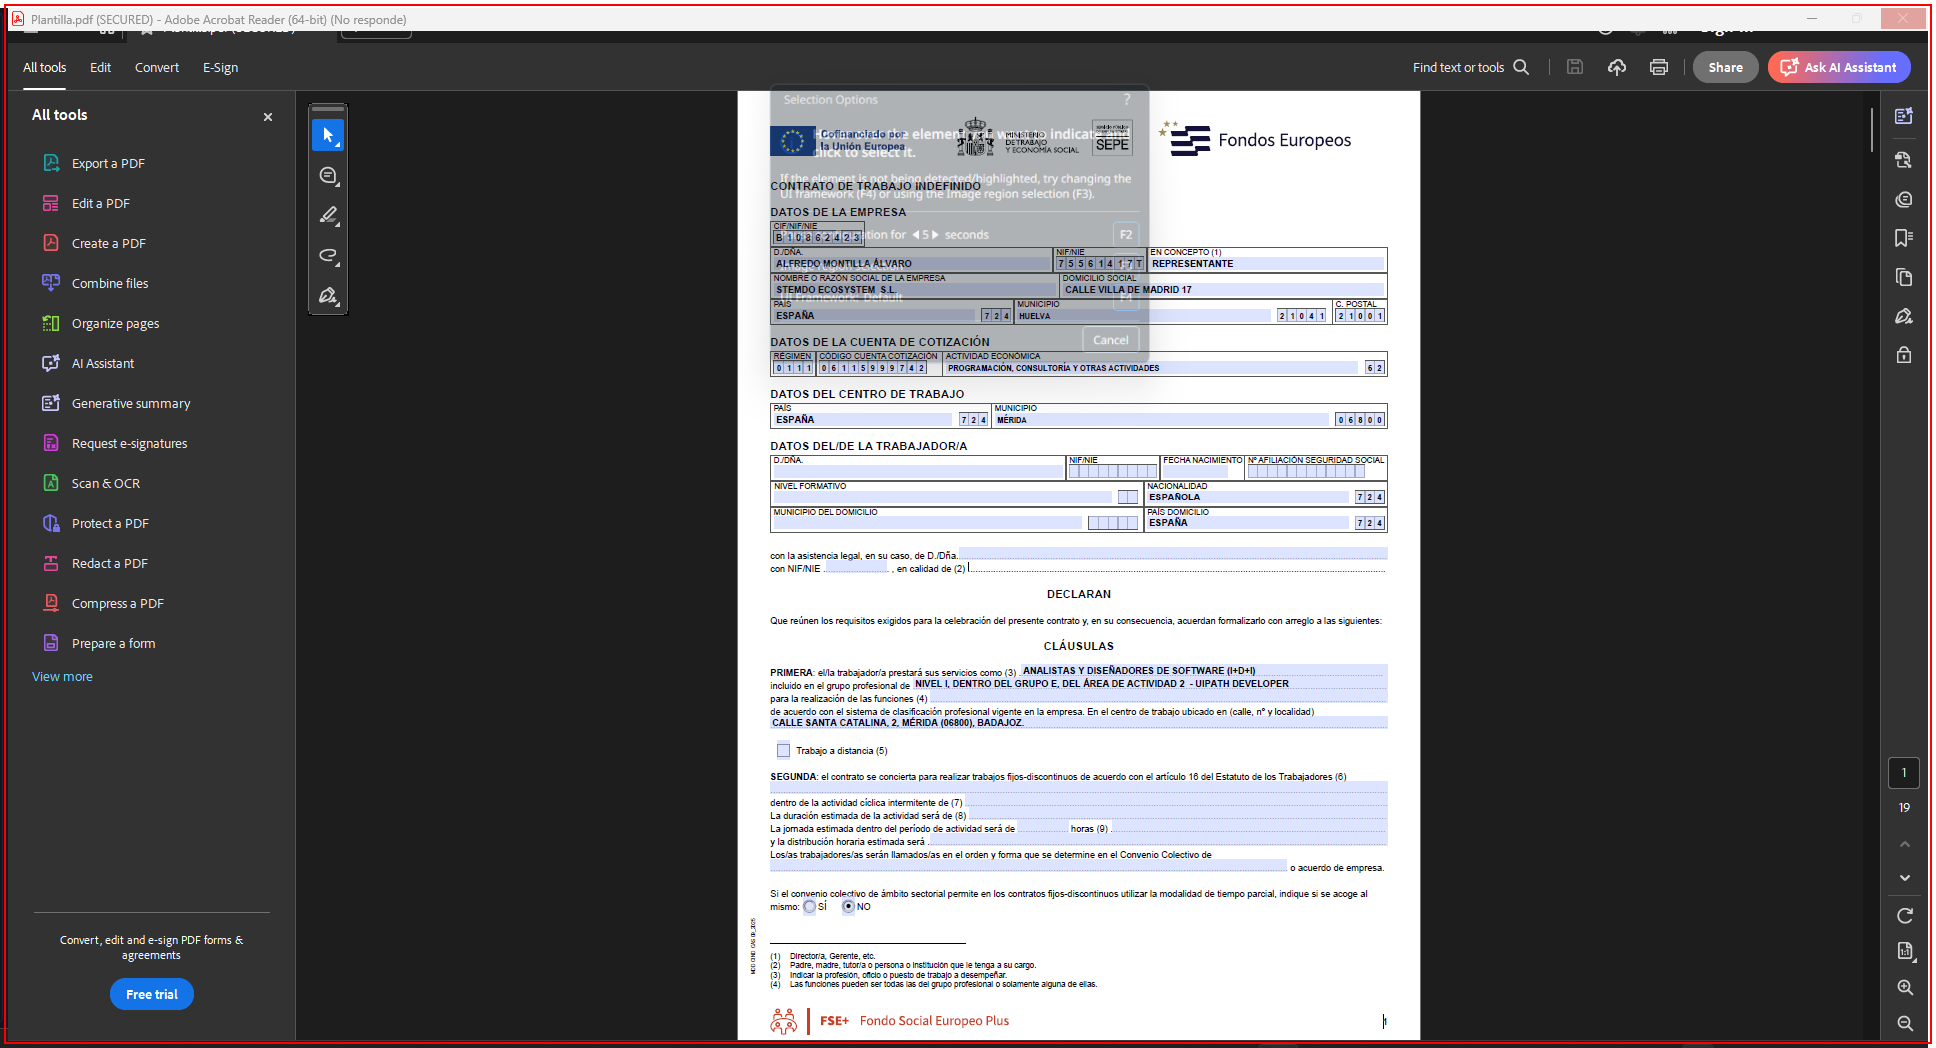 Plantilla.pdf (SECURED) - Adobe Acrobat Reader (64-bit) (No responde)
All tools Edit Convert E-Sign
Find text or tools Share Ask AI Assistant
All tools
Export a PDF
Edit a PDF
Create a PDF
Combine files
Organize pages
AI Assistant
Generative summary
Request e-signatures
Scan & OCR
Protect a PDF
Redact a PDF
Compress a PDF
Prepare a form
View more
Convert, edit and e-sign PDF forms &
agreements
Free trial
Selection Options ?
the element
to indicate and
click to select it.
If the element is not being detected/highlighted, try changing the
UI framework (F4) or using the Image region selection (F3).
for 5 seconds F2
UI Framework: Default F4
Cancel
Cofinanciado por
la Unión Europea
MINISTERIO
DE TRABAJO
Y ECONOMÍA SOCIAL
SEPE
Fondos Europeos
CONTRATO DE TRABAJO INDEFINIDO
DATOS DE LA EMPRESA
CIF/NIF/NIE
B10862423
D./DÑA. NIF/NIE EN CONCEPTO (1)
ALFREDO MONTILLA ÁLVARO 75561417T REPRESENTANTE
NOMBRE O RAZÓN SOCIAL DE LA EMPRESA DOMICILIO SOCIAL
STEMDO ECOSYSTEM S.L. CALLE VILLA DE MADRID 17
PAÍS MUNICIPIO C. POSTAL
ESPAÑA 724 HUELVA 21041 21001
DATOS DE LA CUENTA DE COTIZACIÓN
RÉGIMEN CÓDIGO CUENTA COTIZACIÓN ACTIVIDAD ECONÓMICA
0111 06115999742 PROGRAMACIÓN, CONSULTORÍA Y OTRAS ACTIVIDADES 62
DATOS DEL CENTRO DE TRABAJO
PAÍS MUNICIPIO
ESPAÑA 724 MÉRIDA 06800
DATOS DEL/DE LA TRABAJADOR/A
D./DÑA. NIF/NIE FECHA NACIMIENTO Nº AFILIACIÓN SEGURIDAD SOCIAL
NIVEL FORMATIVO NACIONALIDAD
ESPAÑOLA 724
MUNICIPIO DEL DOMICILIO PAÍS DOMICILIO
ESPAÑA 724
con la asistencia legal, en su caso, de D./Dña.
con NIF/NIE , en calidad de (2)
DECLARAN
Que reúnen los requisitos exigidos para la celebración del presente contrato y, en su consecuencia, acuerdan formalizarlo con arreglo a las siguientes:
CLÁUSULAS
PRIMERA: el/la trabajador/a prestará sus servicios como (3) ANALISTAS Y DISEÑADORES DE SOFTWARE (I+D+I)
incluido en el grupo profesional de NIVEL I, DENTRO DEL GRUPO E, DEL ÁREA DE ACTIVIDAD 2 - UIPATH DEVELOPER
para la realización de las funciones (4)
de acuerdo con el sistema de clasificación profesional vigente en la empresa. En el centro de trabajo ubicado en (calle, nº y localidad)
CALLE SANTA CATALINA, 2, MÉRIDA (06800), BADAJOZ.
Trabajo a distancia (5)
SEGUNDA: el contrato se concierta para realizar trabajos fijos-discontinuos de acuerdo con el artículo 16 del Estatuto de los Trabajadores (6)
dentro de la actividad cíclica intermitente de (7)
La duración estimada de la actividad será de (8)
La jornada estimada dentro del período de actividad será de horas (9)
y la distribución horaria estimada será
Los/as trabajadores/as serán llamados/as en el orden y forma que se determine en el Convenio Colectivo de
o acuerdo de empresa.
Si el convenio colectivo de ámbito sectorial permite en los contratos fijos-discontinuos utilizar la modalidad de tiempo parcial, indique si se acoge al
mismo: SÍ NO
(1) Director/a, Gerente, etc.
(2) Padre, madre, tutor/a o persona o institución que le tenga a su cargo.
(3) Indicar la profesión, oficio o puesto de trabajo a desempeñar.
(4) Las funciones pueden ser todas las del grupo profesional o solamente alguna de ellas.
FSE+ Fondo Social Europeo Plus
1
1
19